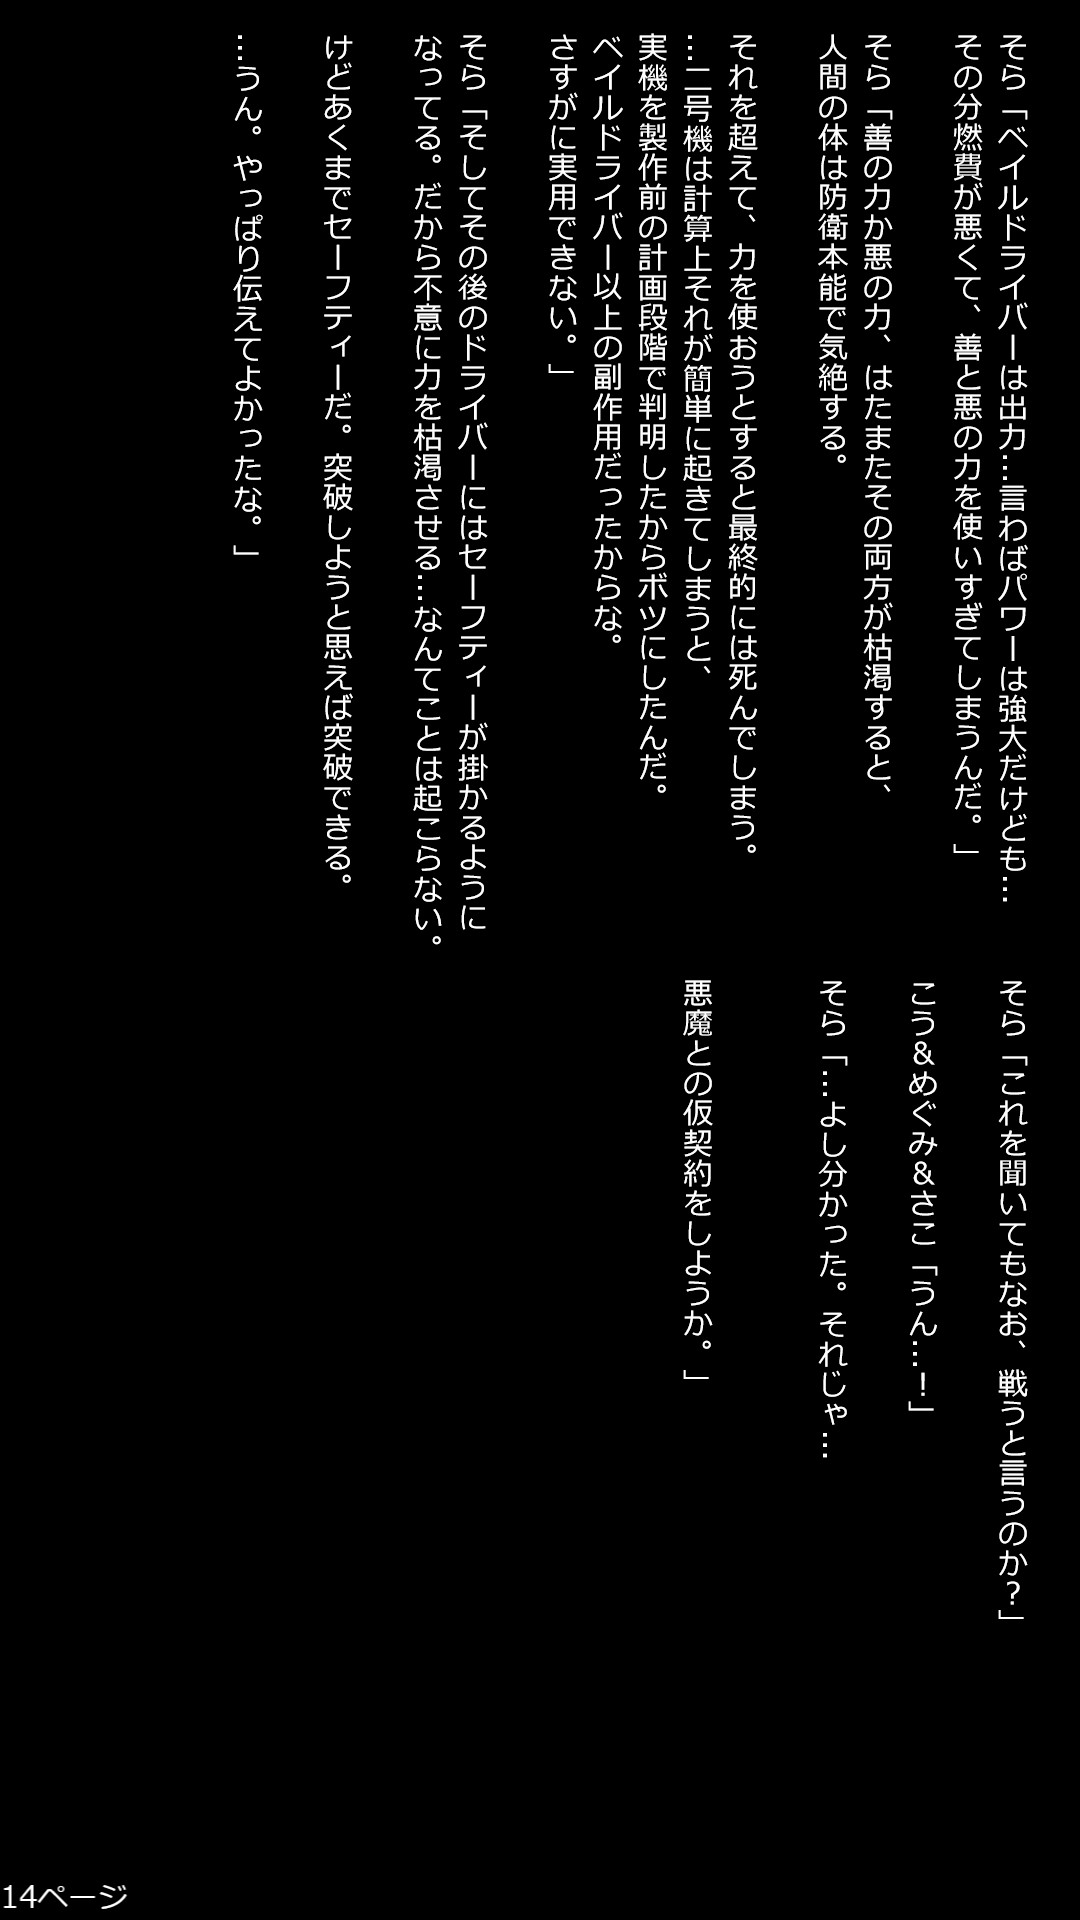 そら「ベイルドライバーは出力…言わばパワーは強大だけども…
その分燃費が悪くて、善と悪の力を使いすぎてしまうんだ。」
そら「善の力か悪の力、はたまたその両方が枯渇すると、
人間の体は防衛本能で気絶する。
それを超えて、力を使おうとすると最終的には死んでしまう。
…二号機は計算上それが簡単に起きてしまうと、
実機を製作前の計画段階で判明したからボツにしたんだ。
ベイルドライバー以上の副作用だったからな。
さすがに実用できない。」
そら「そしてその後のドライバーにはセーフティーが掛かるように
なってる。だから不意に力を枯渇させる…なんてことは起こらない。
けどあくまでセーフティーだ。突破しようと思えば突破できる。
…うん。やっぱり伝えてよかったな。」
そら「これを聞いてもなお、戦うと言うのか？」
こう＆めぐみ＆さこ「うん…！」
そら「…よし分かった。それじゃ…
悪魔との仮契約をしようか。」
14ページ